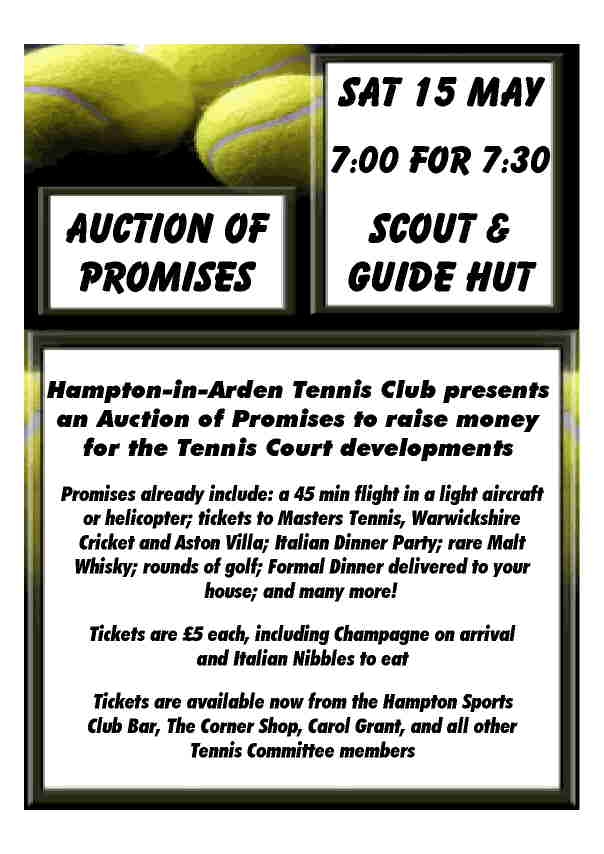 SAT 15 MAY
7:00 FOR 7:30
SCOUT &
GUIDE HUT
AUCTION OF
PROMISES
Hampton-in-Arden Tennis Club presents
an Auction of Promises to raise money
for the Tennis Court developments
Promises already include: a 45 min flight in a light aircraft
or helicopter; tickets to Masters Tennis, Warwickshire
Cricket and Aston Villa; Italian Dinner Party; rare Malt
Whisky; rounds of golf; Formal Dinner delivered to your
house; and many more!
Tickets are £5 each, including Champagne on arrival
and Italian Nibbles to eat
Tickets are available now from the Hampton Sports
Club Bar, The Corner Shop, Carol Grant, and all other
Tennis Committee members